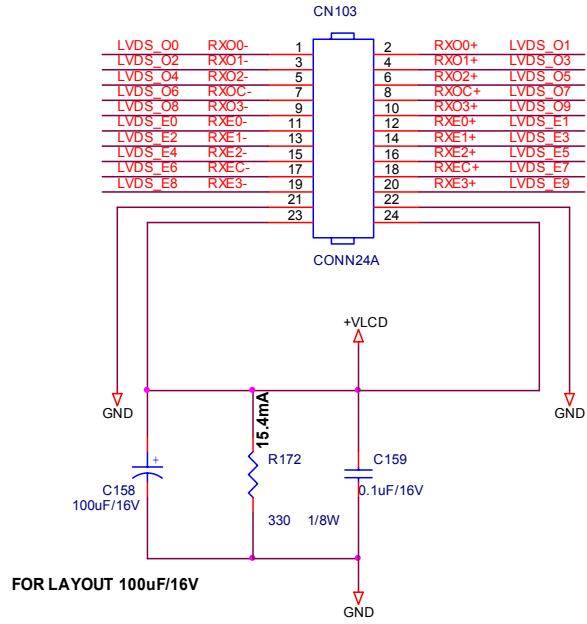 CN103
LVDS_O0 RXO0- 1 2 RXO0+ LVDS_O1
LVDS_O2 RXO1- 3 4 RXO1+ LVDS_O3
LVDS_O4 RXO2- 5 6 RXO2+ LVDS_O5
LVDS_O6 RXOC- 7 8 RXOC+ LVDS_O7
LVDS_O8 RXO3- 9 10 RXO3+ LVDS_O9
LVDS_E0 RXE0- 11 12 RXE0+ LVDS_E1
LVDS_E2 RXE1- 13 14 RXE1+ LVDS_E3
LVDS_E4 RXE2- 15 16 RXE2+ LVDS_E5
LVDS_E6 RXEC- 17 18 RXEC+ LVDS_E7
LVDS_E8 RXE3- 19 20 RXE3+ LVDS_E9
21 22
23 24
CONN24A
+VLCD
GND
GND
15.4mA
+
C158
100uF/16V
R172
330 1/8W
C159
0.1uF/16V
FOR LAYOUT 100uF/16V
GND